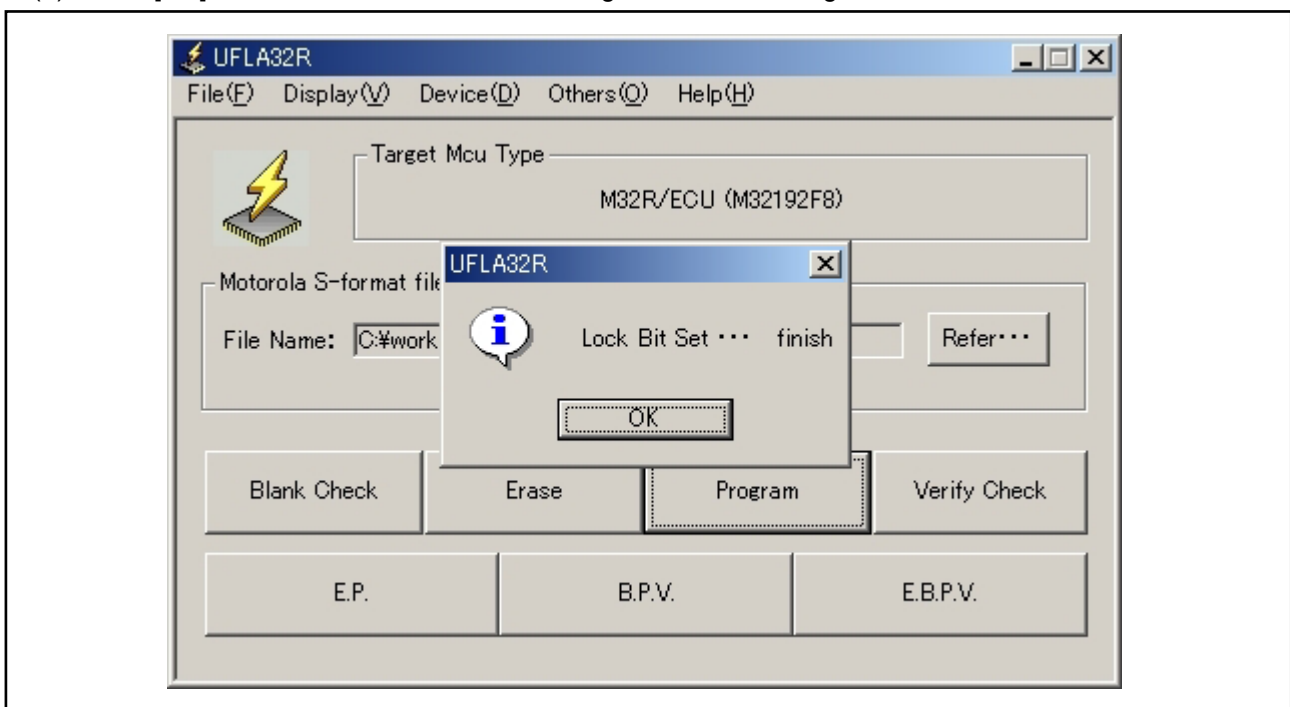 UFLA32R
File(F) Display(V) Device(D) Others(O) Help(H)
Target Mcu Type
M32R/ECU (M32192F8)
Motorola S-format file
File Name: C:¥work
Refer･･･
UFLA32R
Lock Bit Set ･･･ finish
OK
Blank Check Erase Program Verify Check
E.P. B.P.V. E.B.P.V.